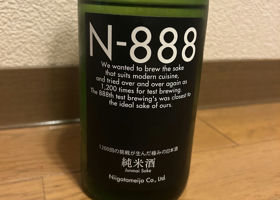 N-888
We wanted to brew the sake
that suits modern cuisine,
and tried over and over again as
1,200 times for test brewing.
The 888th test brewing's was closest to
the ideal sake of ours.
1200回の挑戦が生んだ極みの日本酒
純米酒
Junmai Sake
Niigatameijo Co., Ltd.